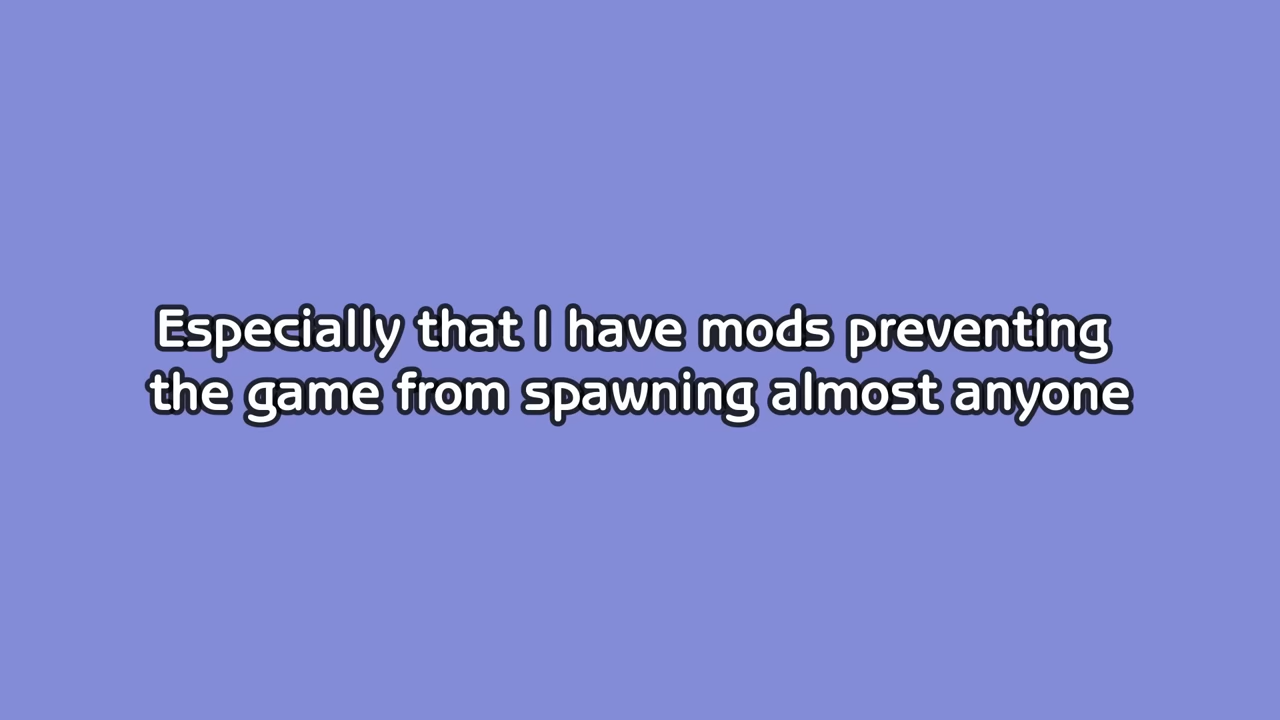 Especially that I have mods preventing
the game from spawning almost anyone